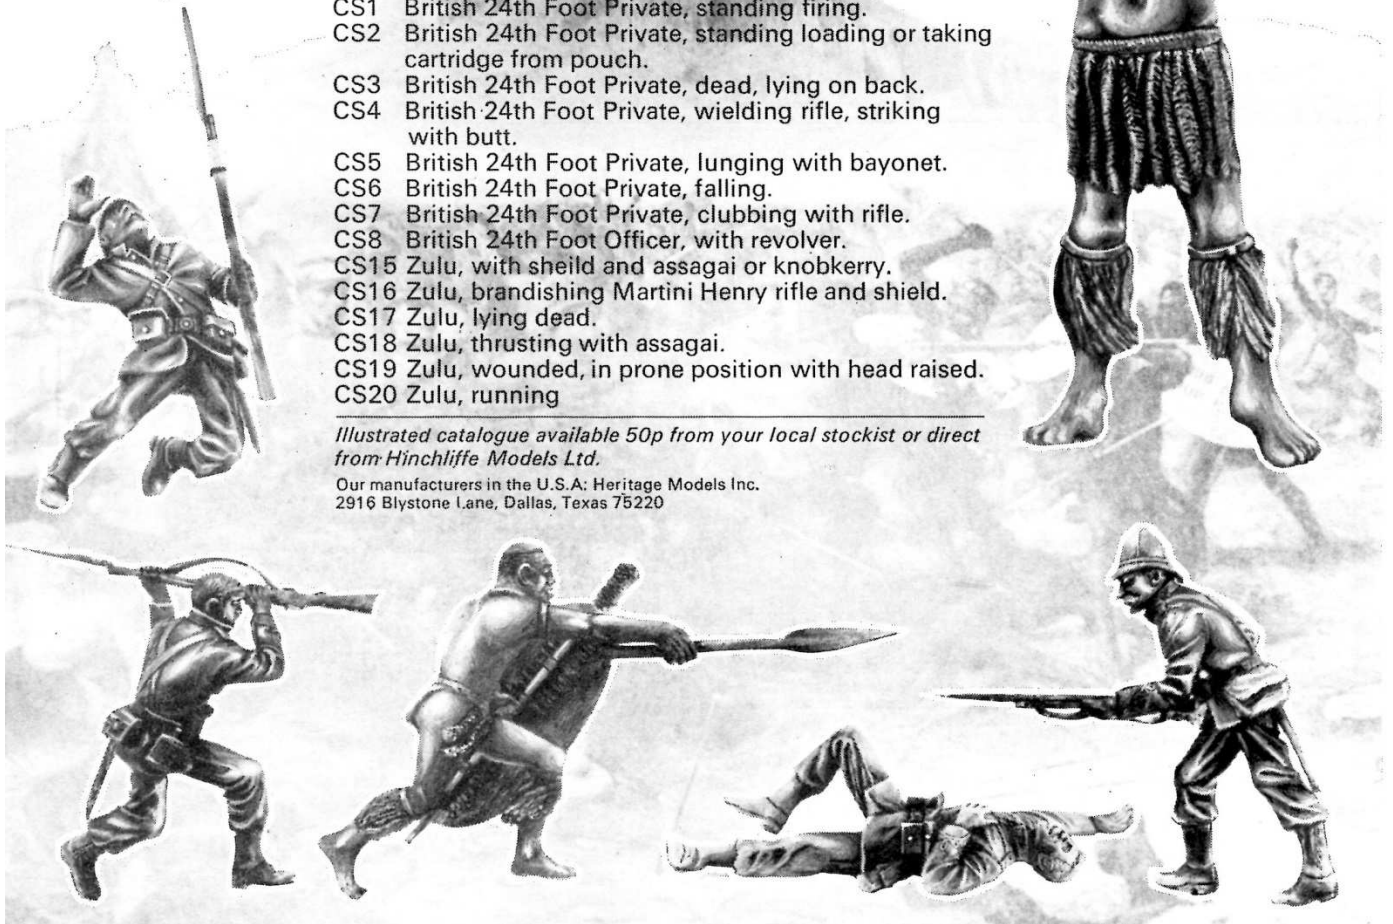 CS1 British 24th Foot Private, standing firing.
CS2 British 24th Foot Private, standing loading or taking
cartridge from pouch.
CS3 British 24th Foot Private, dead, lying on back.
CS4 British 24th Foot Private, wielding rifle, striking
with butt.
CS5 British 24th Foot Private, lunging with bayonet.
CS6 British 24th Foot Private, falling.
CS7 British 24th Foot Private, clubbing with rifle.
CS8 British 24th Foot Officer, with revolver.
CS15 Zulu, with sheild and assagai or knobkerry.
CS16 Zulu, brandishing Martini Henry rifle and shield.
CS17 Zulu, lying dead.
CS18 Zulu, thrusting with assagai.
CS19 Zulu, wounded, in prone position with head raised.
CS20 Zulu, running
Illustrated catalogue available 50p from your local stockist or direct
from Hinchliffe Models Ltd.
Our manufacturers in the U.S.A: Heritage Models Inc.
2916 Blystone Lane, Dallas, Texas 75220